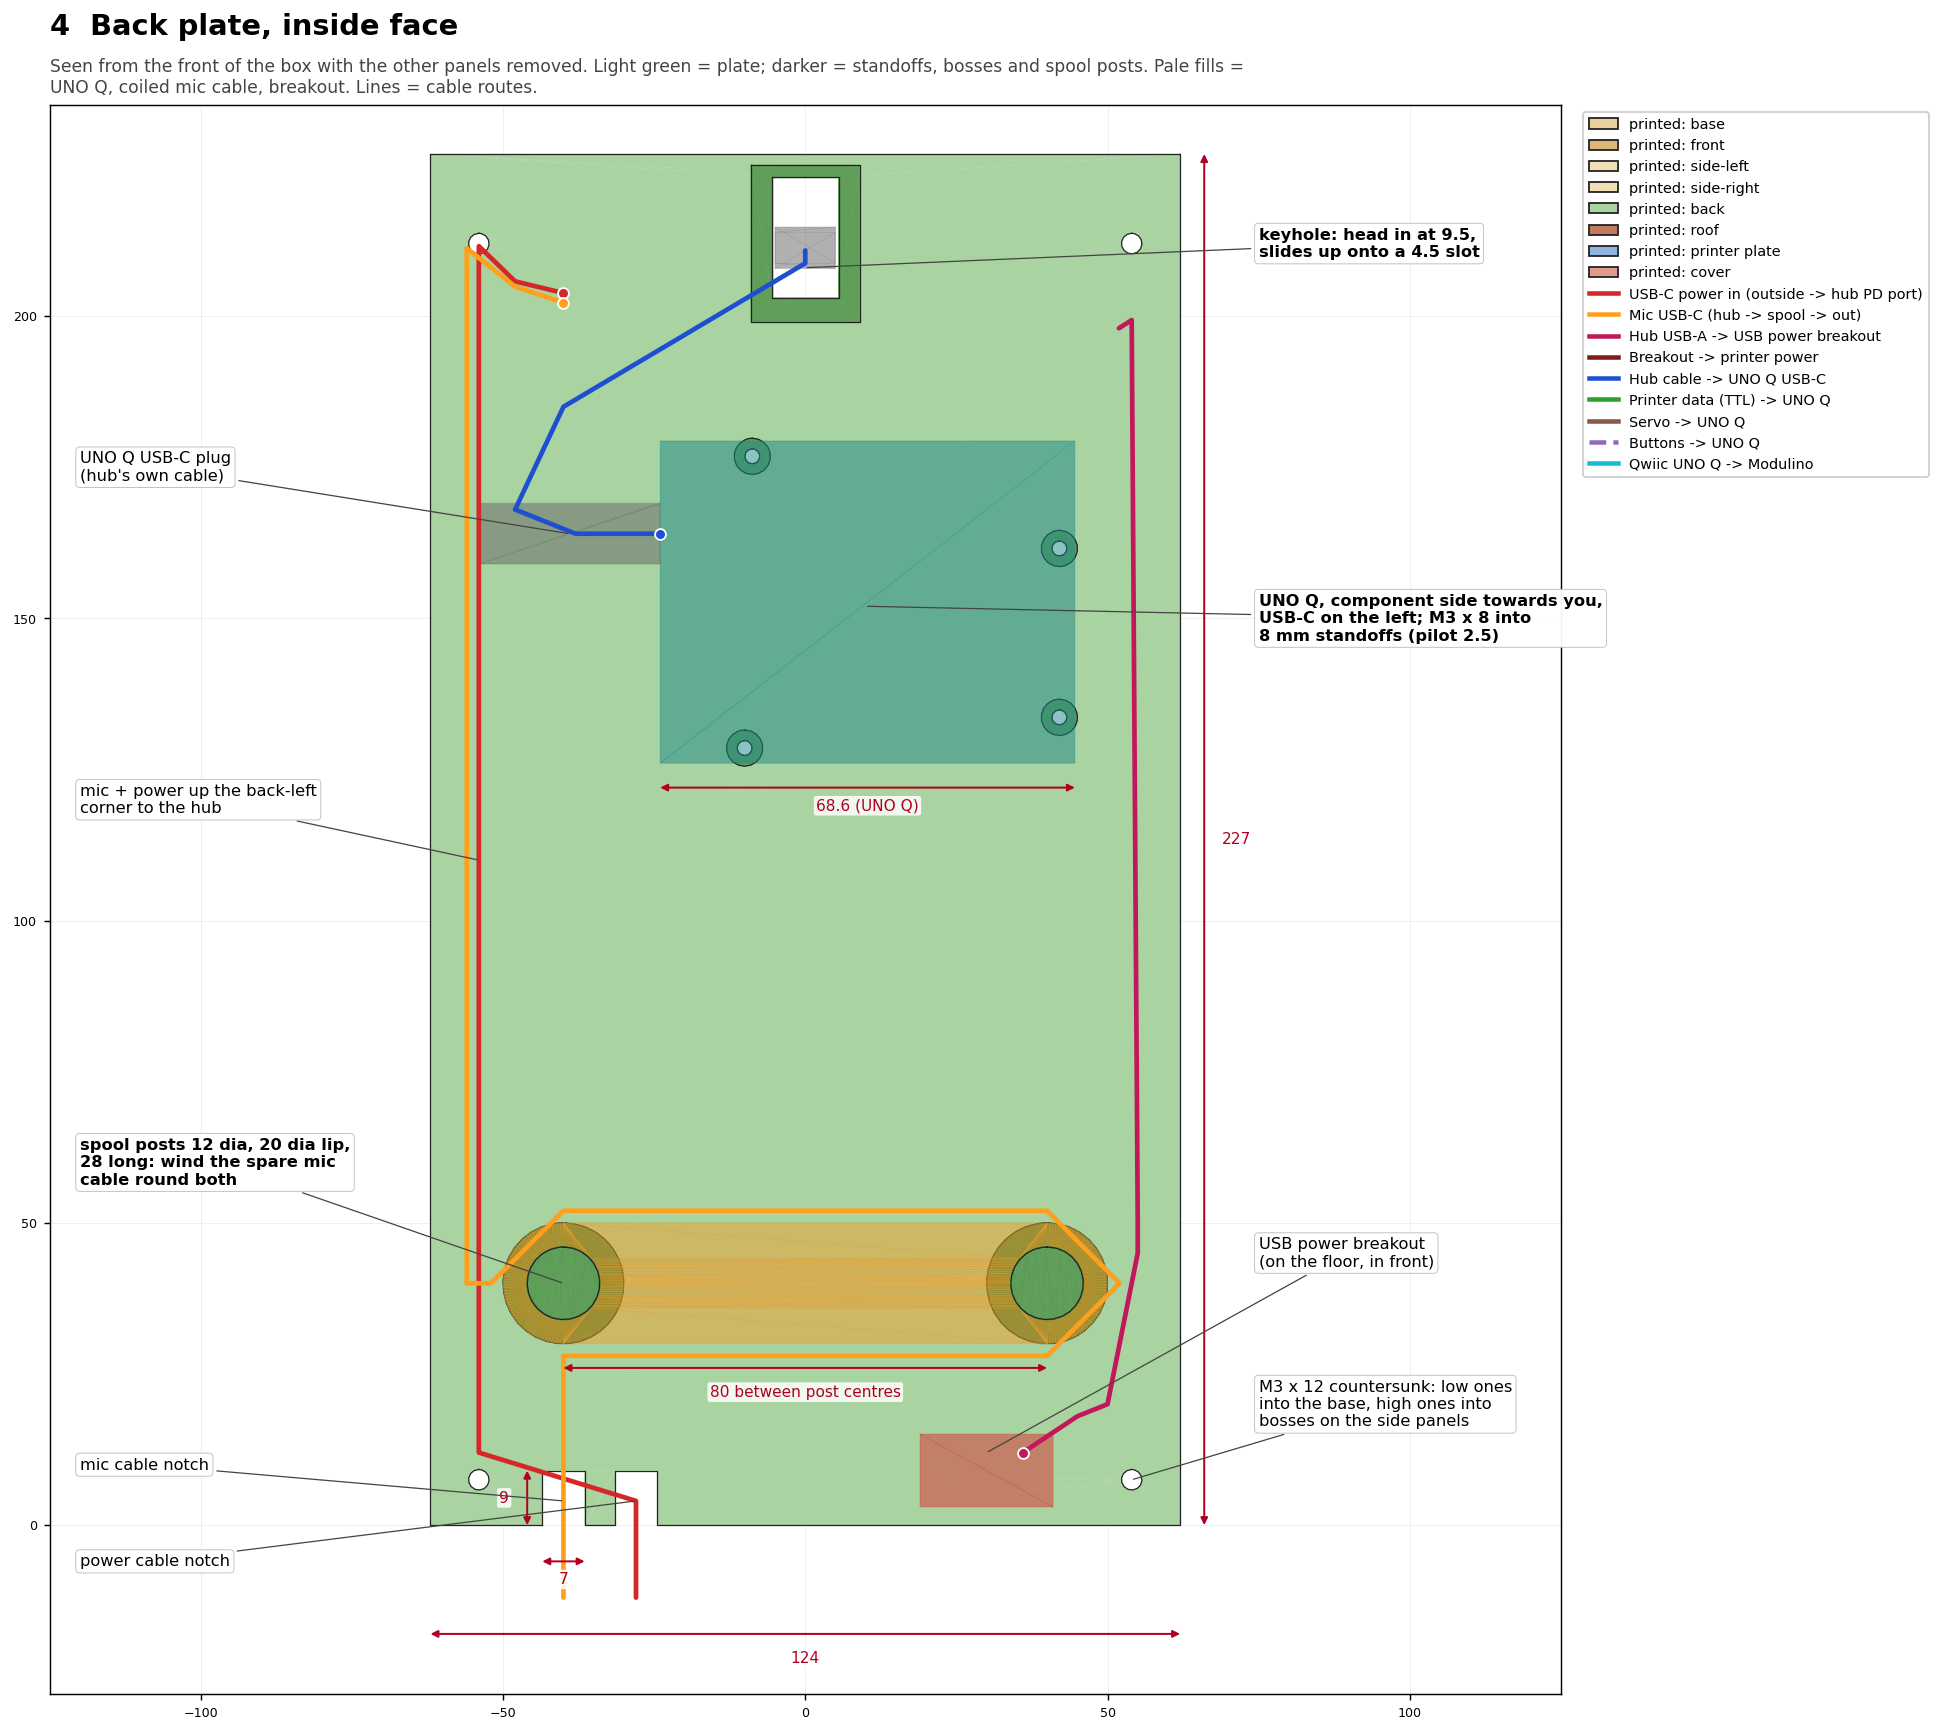 4  Back plate, inside face
Seen from the front of the box with the other panels removed. Light green = plate; darker = standoffs, bosses and spool posts. Pale fills =
UNO Q, coiled mic cable, breakout. Lines = cable routes.
printed: base
printed: front
printed: side-left
printed: side-right
printed: back
printed: roof
printed: printer plate
printed: cover
USB-C power in (outside -> hub PD port)
Mic USB-C (hub -> spool -> out)
Hub USB-A -> USB power breakout
Breakout -> printer power
Hub cable -> UNO Q USB-C
Printer data (TTL) -> UNO Q
Servo -> UNO Q
Buttons -> UNO Q
Qwiic UNO Q -> Modulino
keyhole: head in at 9.5,
slides up onto a 4.5 slot
200
UNO Q USB-C plug
(hub's own cable)
UNO Q, component side towards you,
USB-C on the left; M3 x 8 into
8 mm standoffs (pilot 2.5)
150
mic + power up the back-left
corner to the hub
68.6 (UNO Q)
227
100
spool posts 12 dia, 20 dia lip,
28 long: wind the spare mic
cable round both
50
USB power breakout
(on the floor, in front)
80 between post centres
M3 x 12 countersunk: low ones
into the base, high ones into
bosses on the side panels
mic cable notch
9
0
power cable notch
7
124
−100
−50
0
50
100